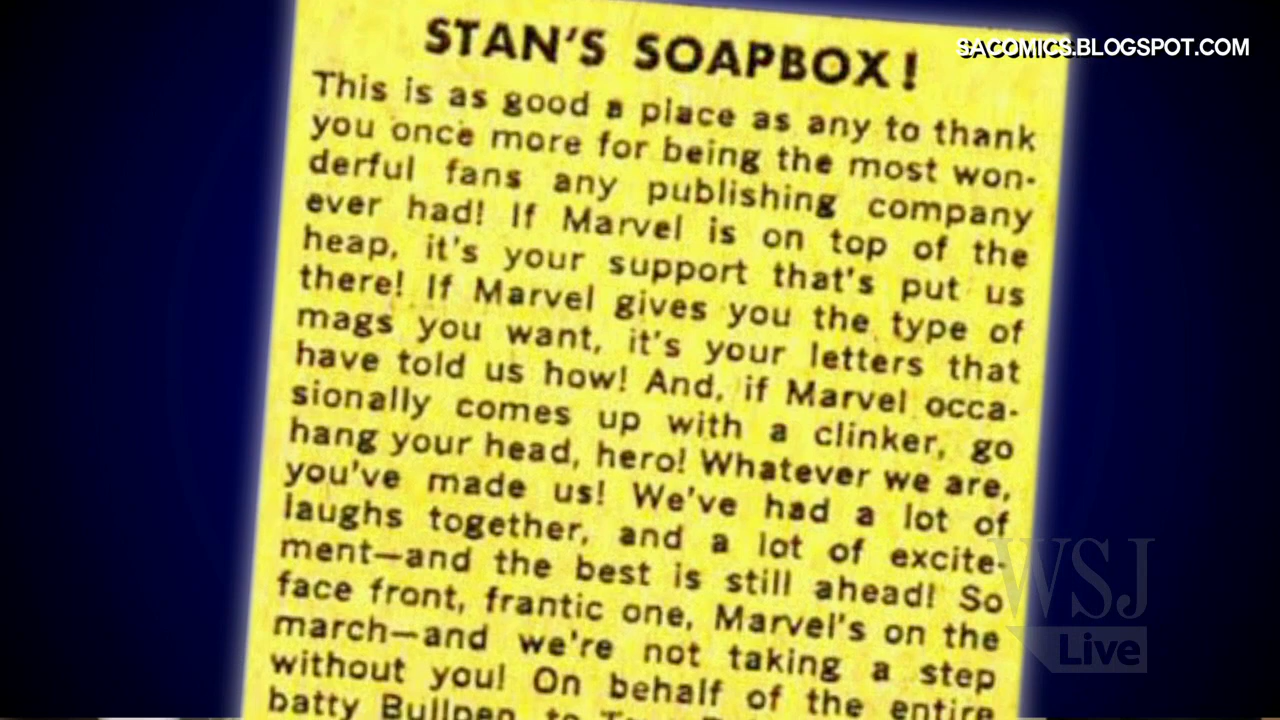 SACOMICS.BLOGSPOT.COM
STAN'S SOAPBOX!
This is as good a place as any to thank
you once more for being the most won-
derful fans any publishing company
ever had! If Marvel is on top of the
heap, it's your support that's put us
there! If Marvel gives you the type of
mags you want, it's your letters that
have told us how! And, if Marvel occa-
sionally comes up with a clinker, go
hang your head, hero! Whatever we are,
you've made us! We've had a lot of
laughs together, and a lot of excite-
ment—and the best is still ahead! So
face front, frantic one, Marvel's on the
march—and we're not taking a step
without you! On behalf of the entire
batty Bullpen, to
WSJ
Live